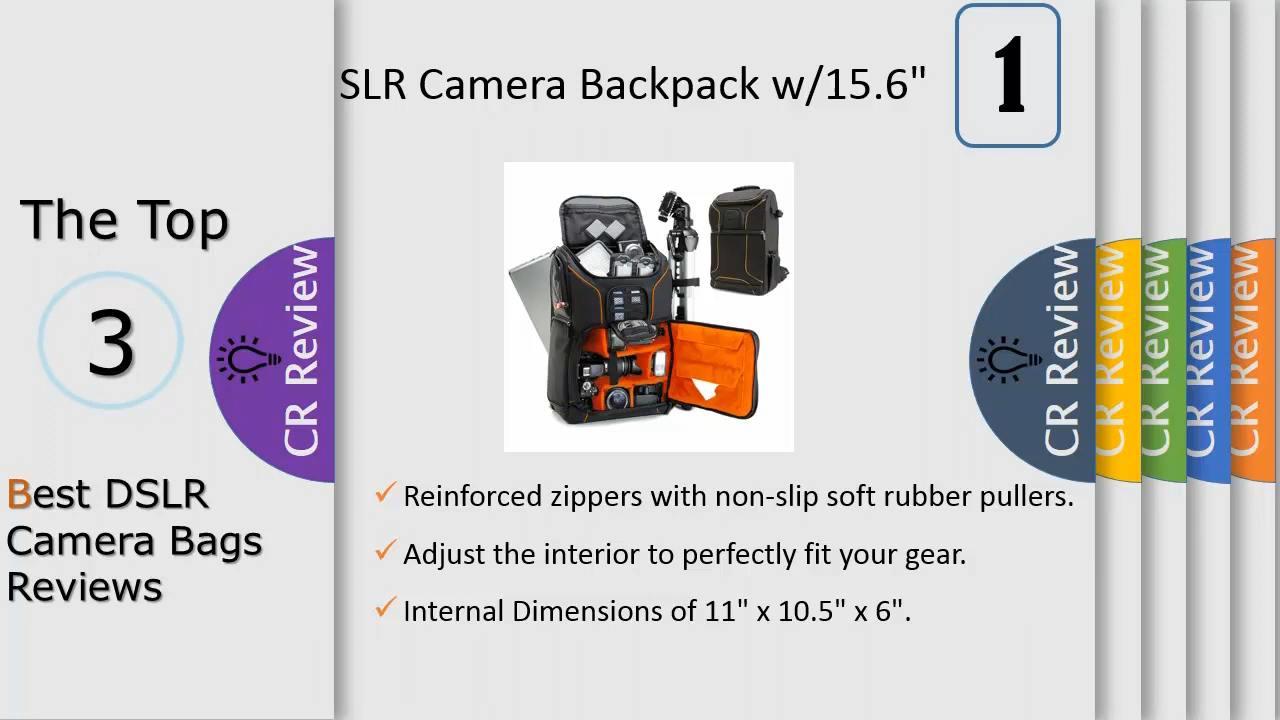 The Top
3
Best DSLR
Camera Bags
Reviews
CR Review
SLR Camera Backpack w/15.6"
1
Reinforced zippers with non-slip soft rubber pullers.
Adjust the interior to perfectly fit your gear.
Internal Dimensions of 11" x 10.5" x 6".
CR Review
CR Review
CR Review
CR Review
CR Review